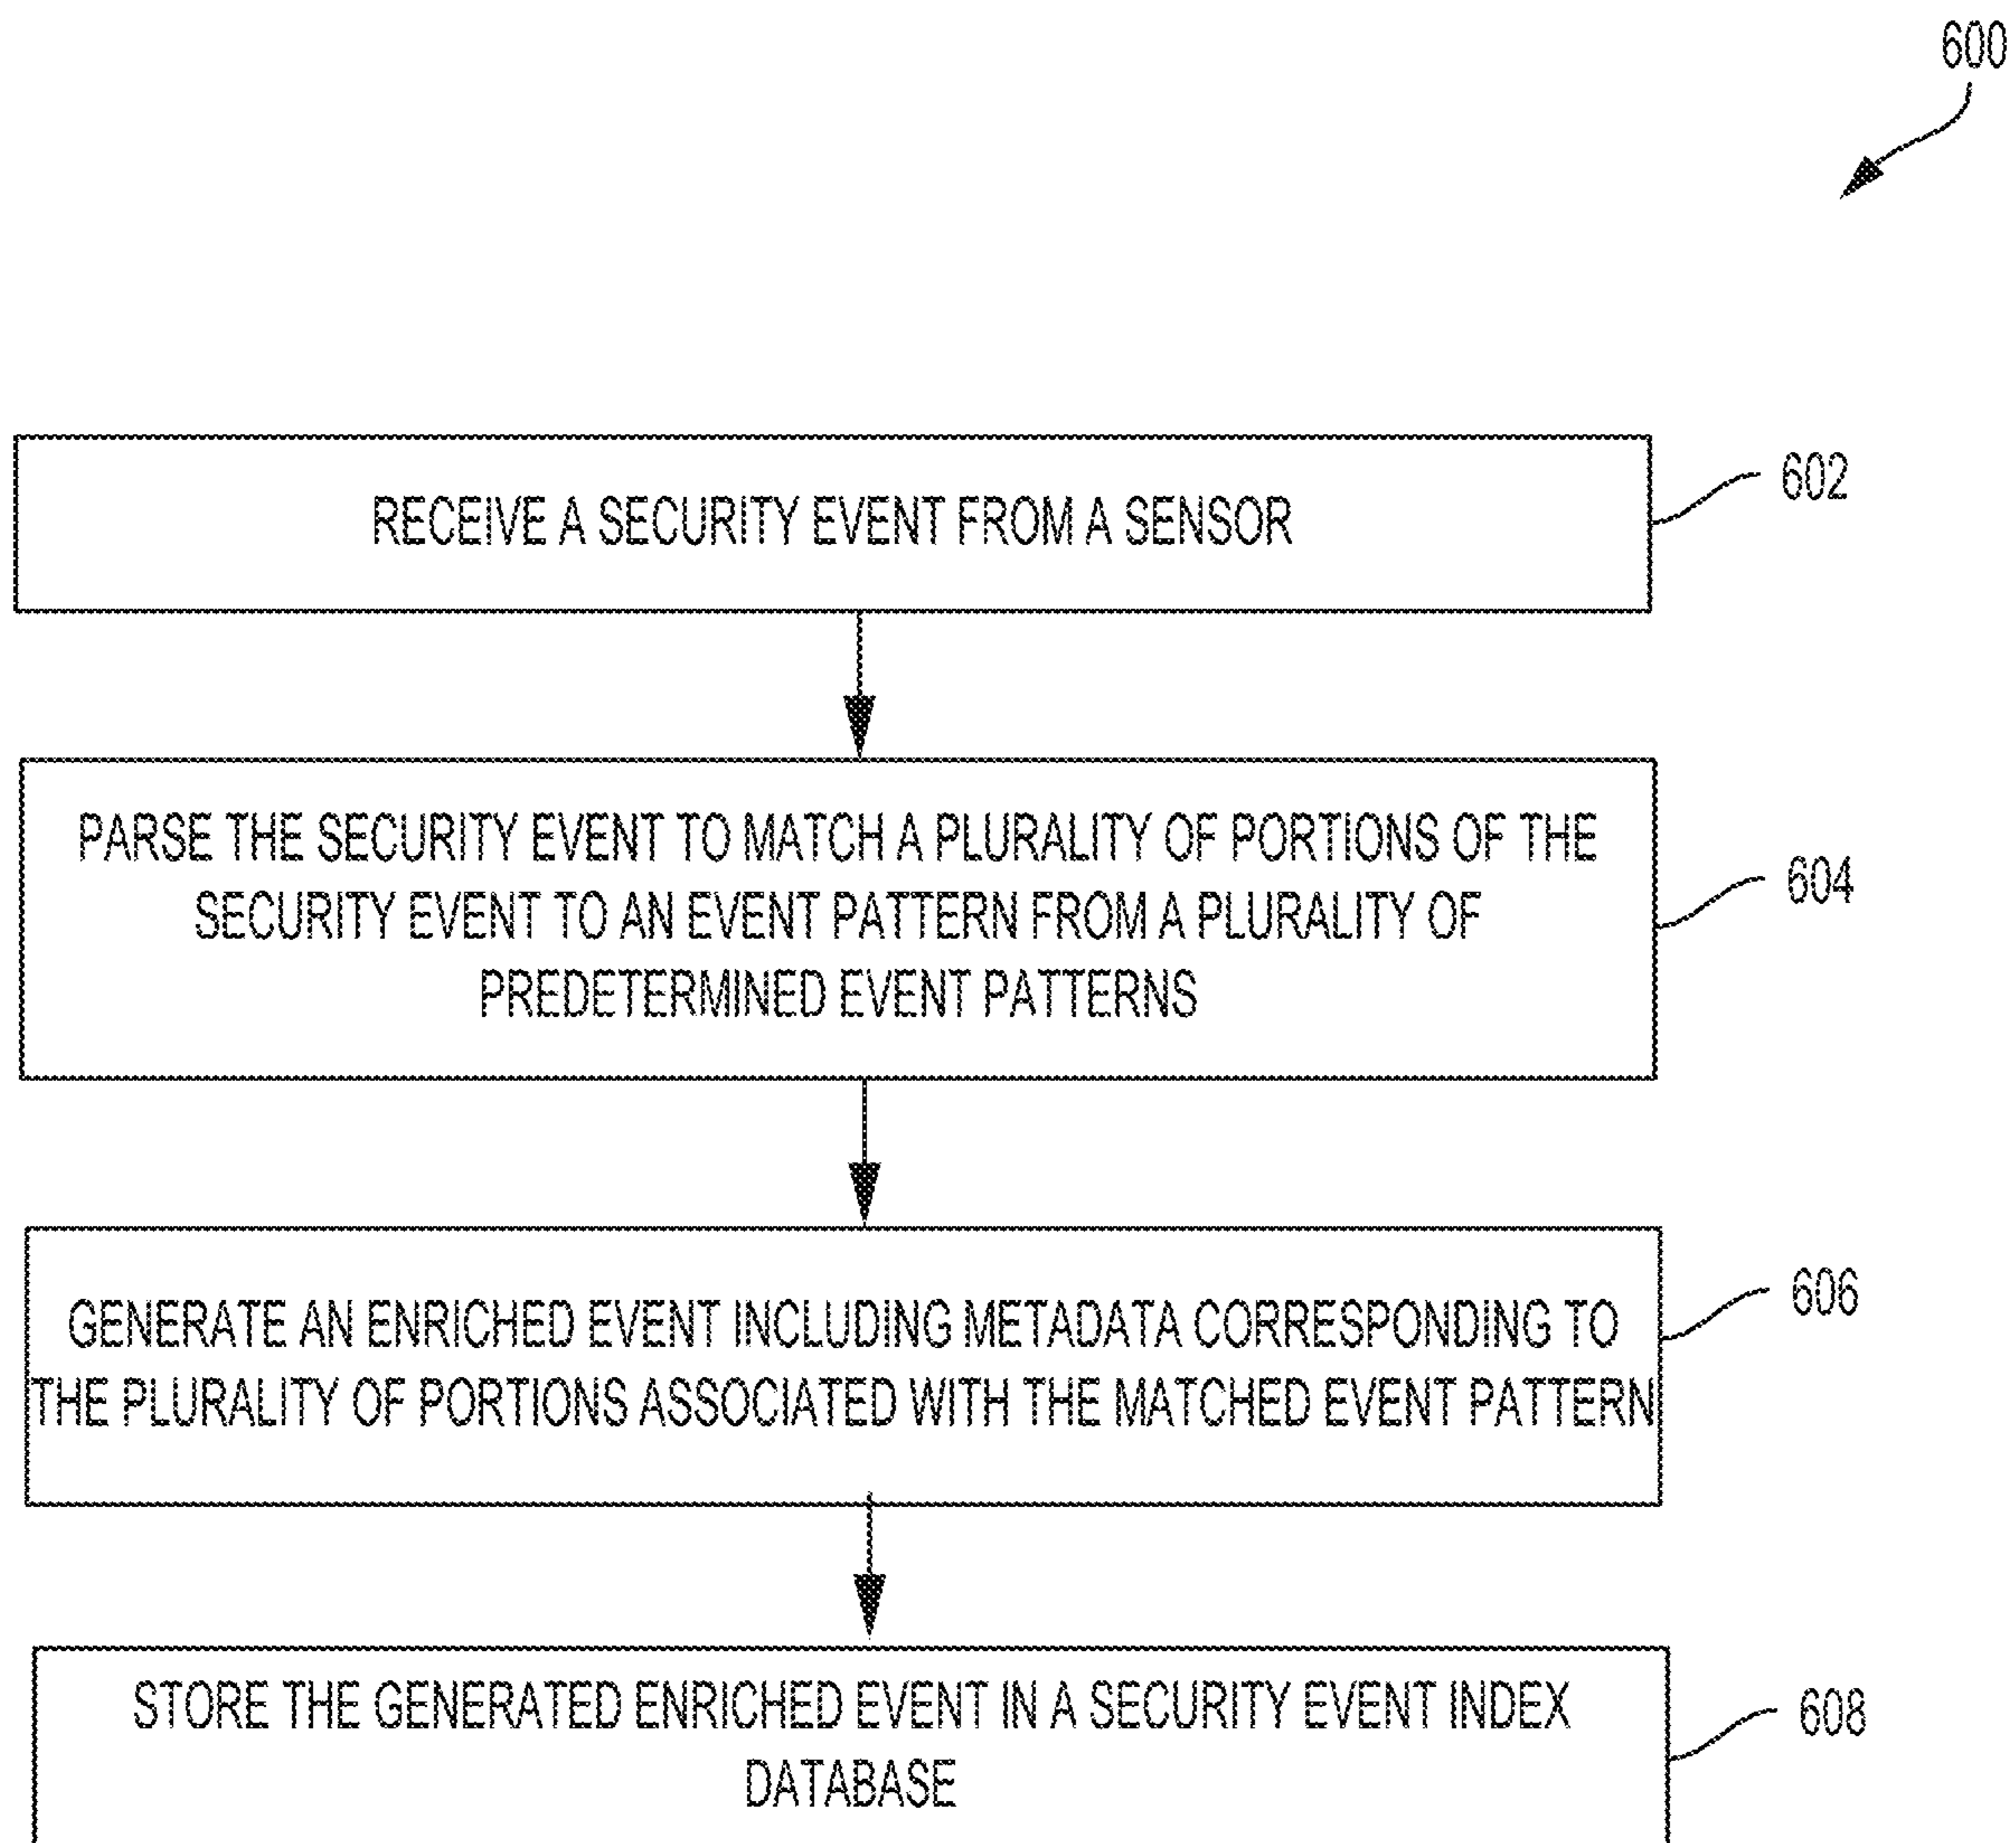 600
RECEIVE A SECURITY EVENT FROM A SENSOR
602
PARSE THE SECURITY EVENT TO MATCH A PLURALITY OF PORTIONS OF THE
SECURITY EVENT TO AN EVENT PATTERN FROM A PLURALITY OF
PREDETERMINED EVENT PATTERNS
604
GENERATE AN ENRICHED EVENT INCLUDING METADATA CORRESPONDING TO
THE PLURALITY OF PORTIONS ASSOCIATED WITH THE MATCHED EVENT PATTERN
606
STORE THE GENERATED ENRICHED EVENT IN A SECURITY EVENT INDEX
DATABASE
608